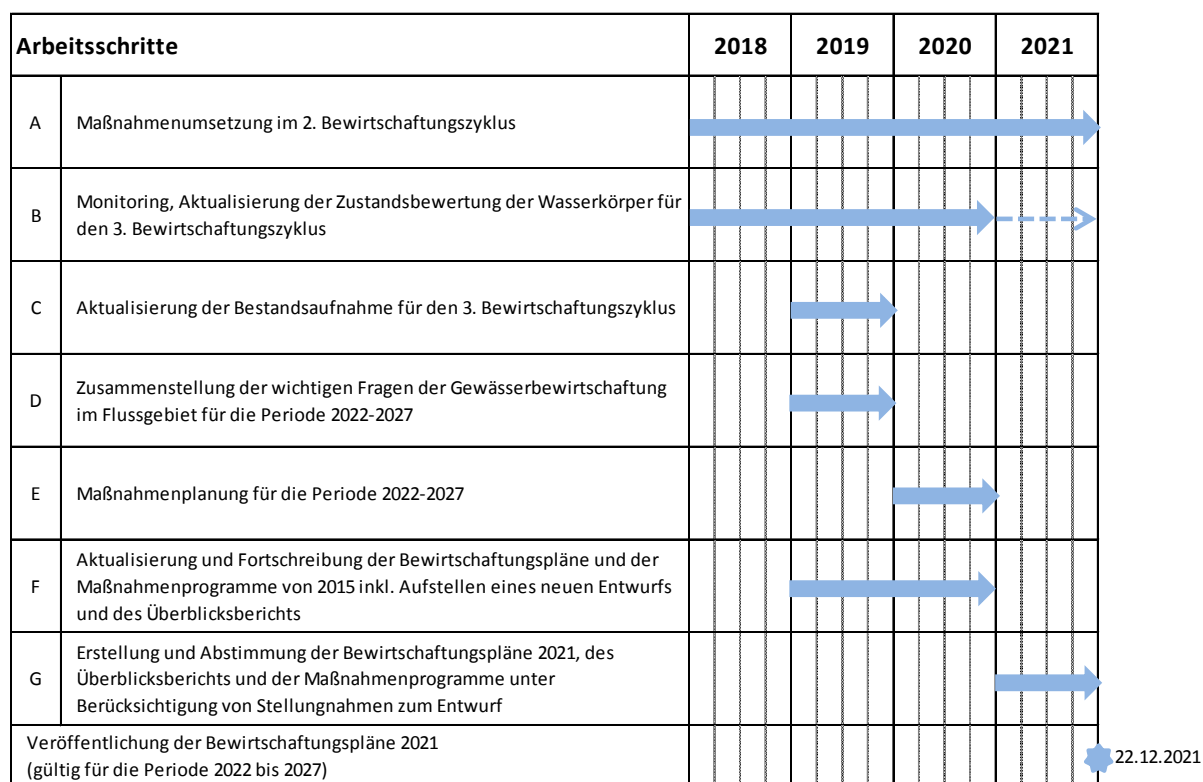 Arbeitsschritte 2018 2019 2020 2021
A Maßnahmenumsetzung im 2. Bewirtschaftungszyklus
B Monitoring, Aktualisierung der Zustandsbewertung der Wasserkörper für
den 3. Bewirtschaftungszyklus
C Aktualisierung der Bestandsaufnahme für den 3. Bewirtschaftungszyklus
D Zusammenstellung der wichtigen Fragen der Gewässerbewirtschaftung
im Flussgebiet für die Periode 2022-2027
E Maßnahmenplanung für die Periode 2022-2027
F Aktualisierung und Fortschreibung der Bewirtschaftungspläne und der
Maßnahmenprogramme von 2015 inkl. Aufstellen eines neuen Entwurfs
und des Überblicksberichts
G Erstellung und Abstimmung der Bewirtschaftungspläne 2021, des
Überblicksberichts und der Maßnahmenprogramme unter
Berücksichtigung von Stellungnahmen zum Entwurf
Veröffentlichung der Bewirtschaftungspläne 2021
(gültig für die Periode 2022 bis 2027)
22.12.2021